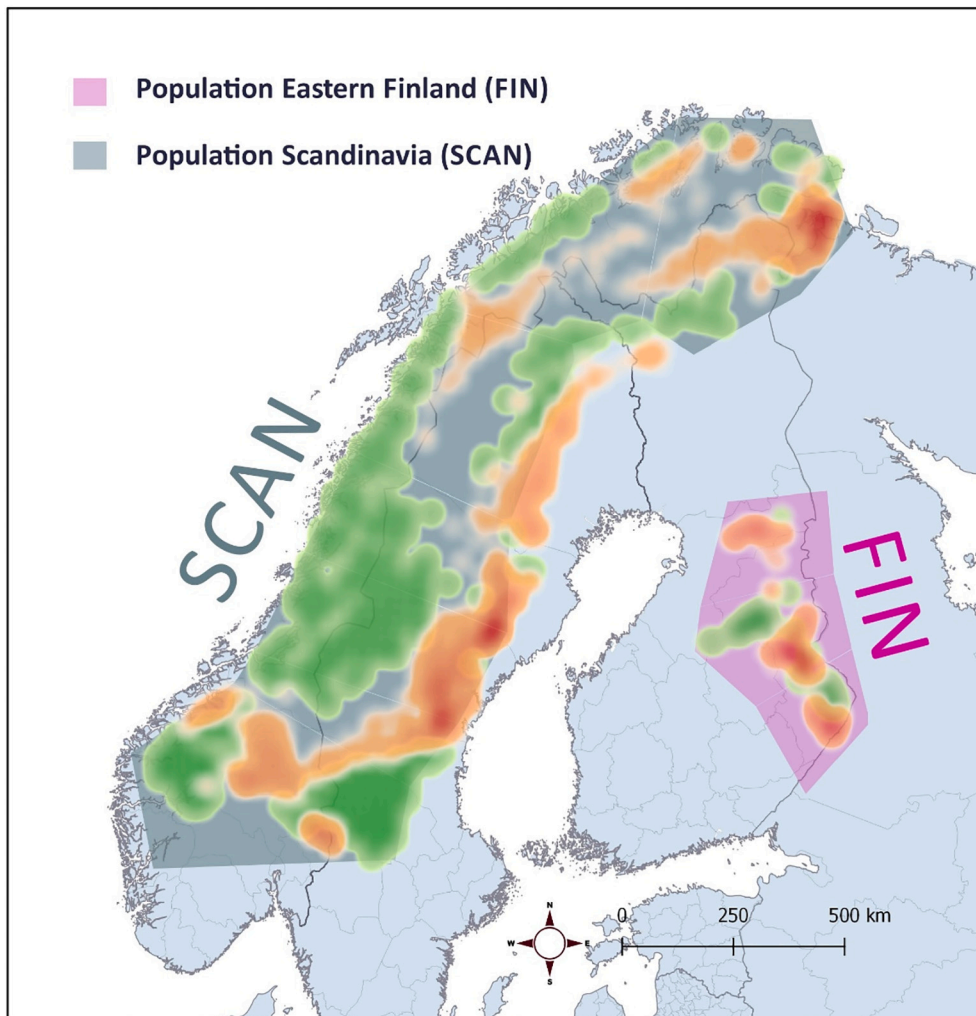 Population Eastern Finland (FIN)
Population Scandinavia (SCAN)
SCAN
FIN
0 250 500 km
N
W E
S